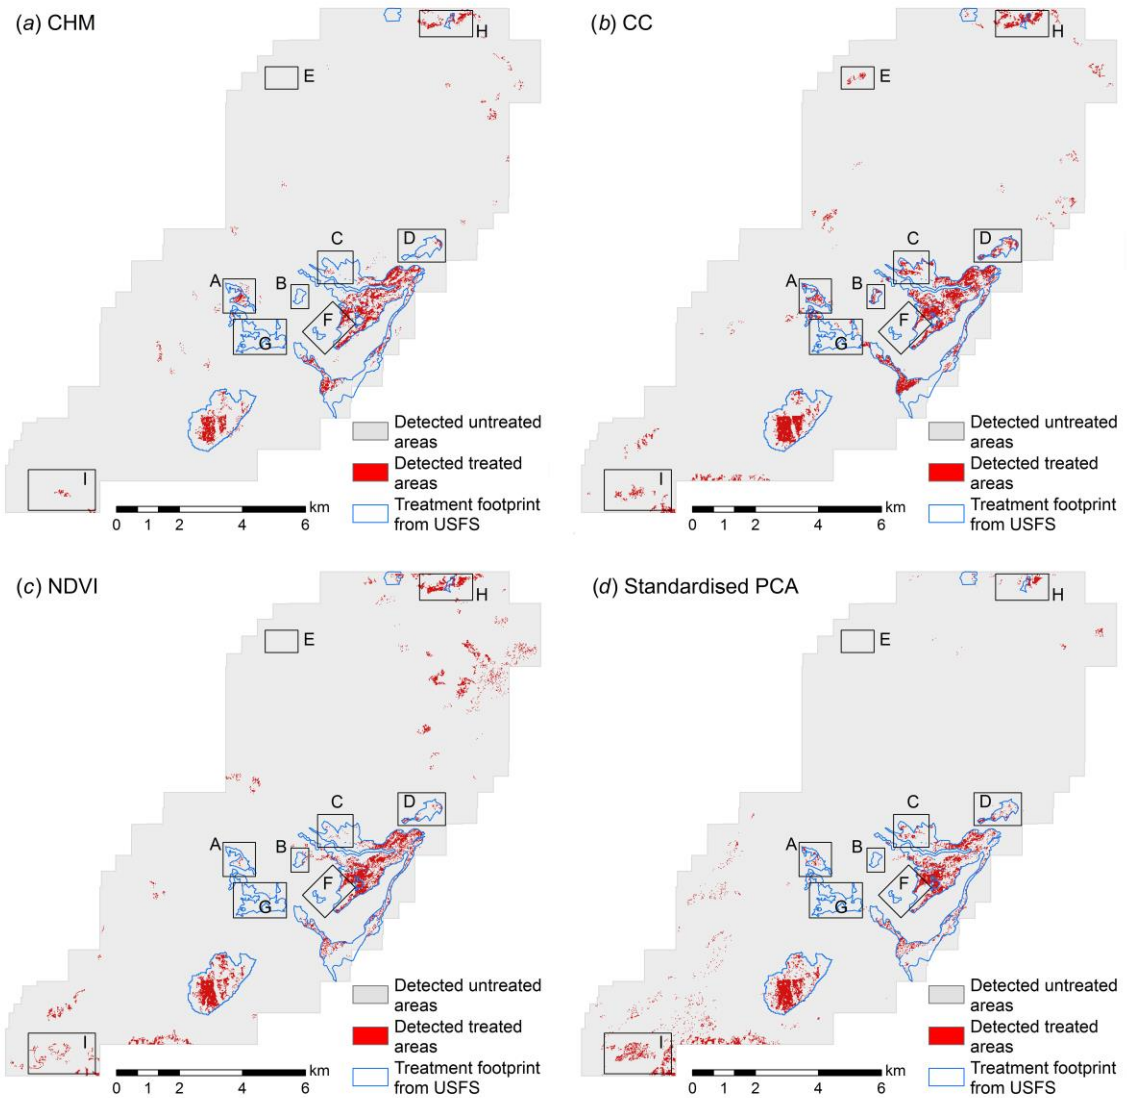 (a) CHM
H
E
C
D
A
B
F
G
I
Detected untreated
areas
Detected treated
areas
Treatment footprint
from USFS
0 1 2 4 6 km
(b) CC
H
E
C
D
A
B
F
G
I
Detected untreated
areas
Detected treated
areas
Treatment footprint
from USFS
0 1 2 4 6 km
(c) NDVI
H
E
C
D
A
B
F
G
I
Detected untreated
areas
Detected treated
areas
Treatment footprint
from USFS
0 1 2 4 6 km
(d) Standardised PCA
H
E
C
D
A
B
F
G
I
Detected untreated
areas
Detected treated
areas
Treatment footprint
from USFS
0 1 2 4 6 km